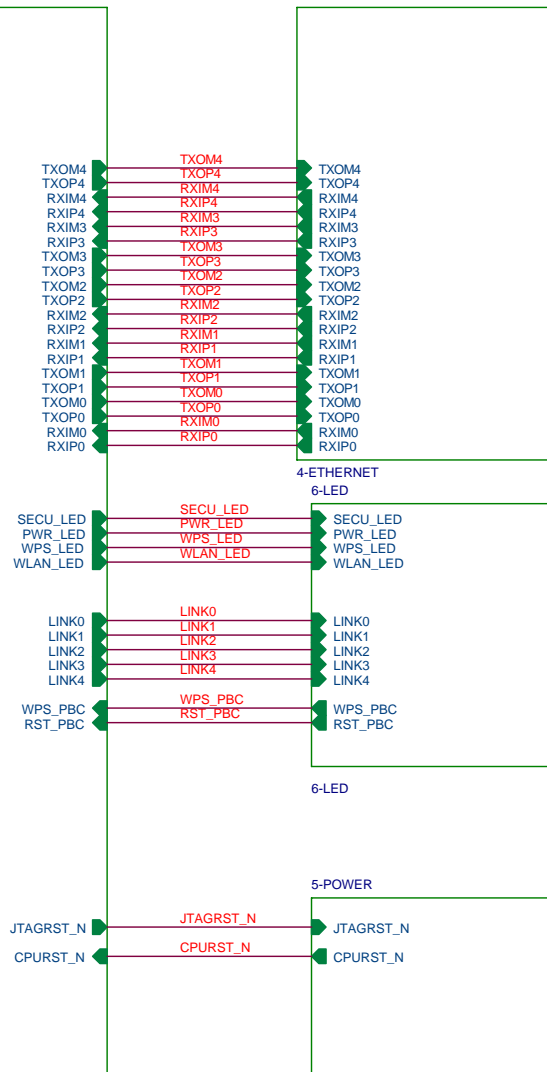 TXOM4 TXOM4 TXOM4
TXOP4 TXOP4 TXOP4
RXIM4 RXIM4 RXIM4
RXIP4 RXIP4 RXIP4
RXIM3 RXIM3 RXIM3
RXIP3 RXIP3 RXIP3
TXOM3 TXOM3 TXOM3
TXOP3 TXOP3 TXOP3
TXOM2 TXOM2 TXOM2
TXOP2 TXOP2 TXOP2
RXIM2 RXIM2 RXIM2
RXIP2 RXIP2 RXIP2
RXIM1 RXIM1 RXIM1
RXIP1 RXIP1 RXIP1
TXOM1 TXOM1 TXOM1
TXOP1 TXOP1 TXOP1
TXOM0 TXOM0 TXOM0
TXOP0 TXOP0 TXOP0
RXIM0 RXIM0 RXIM0
RXIP0 RXIP0 RXIP0
4-ETHERNET
6-LED
SECU_LED SECU_LED SECU_LED
PWR_LED PWR_LED PWR_LED
WPS_LED WPS_LED WPS_LED
WLAN_LED WLAN_LED WLAN_LED
LINK0 LINK0 LINK0
LINK1 LINK1 LINK1
LINK2 LINK2 LINK2
LINK3 LINK3 LINK3
LINK4 LINK4 LINK4
WPS_PBC WPS_PBC WPS_PBC
RST_PBC RST_PBC RST_PBC
6-LED
5-POWER
JTAGRST_N JTAGRST_N JTAGRST_N
CPURST_N CPURST_N CPURST_N